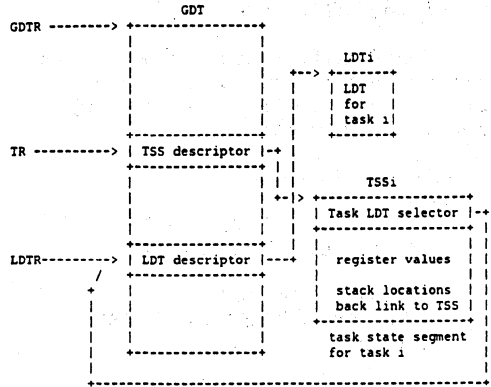 GDT
GDTR
LDTi
LDT
for
task i
TR
TSS descriptor
TSSi
Task LDT selector
LDTR
LDT descriptor
register values
stack locations
back link to TSS
task state segment
for task i